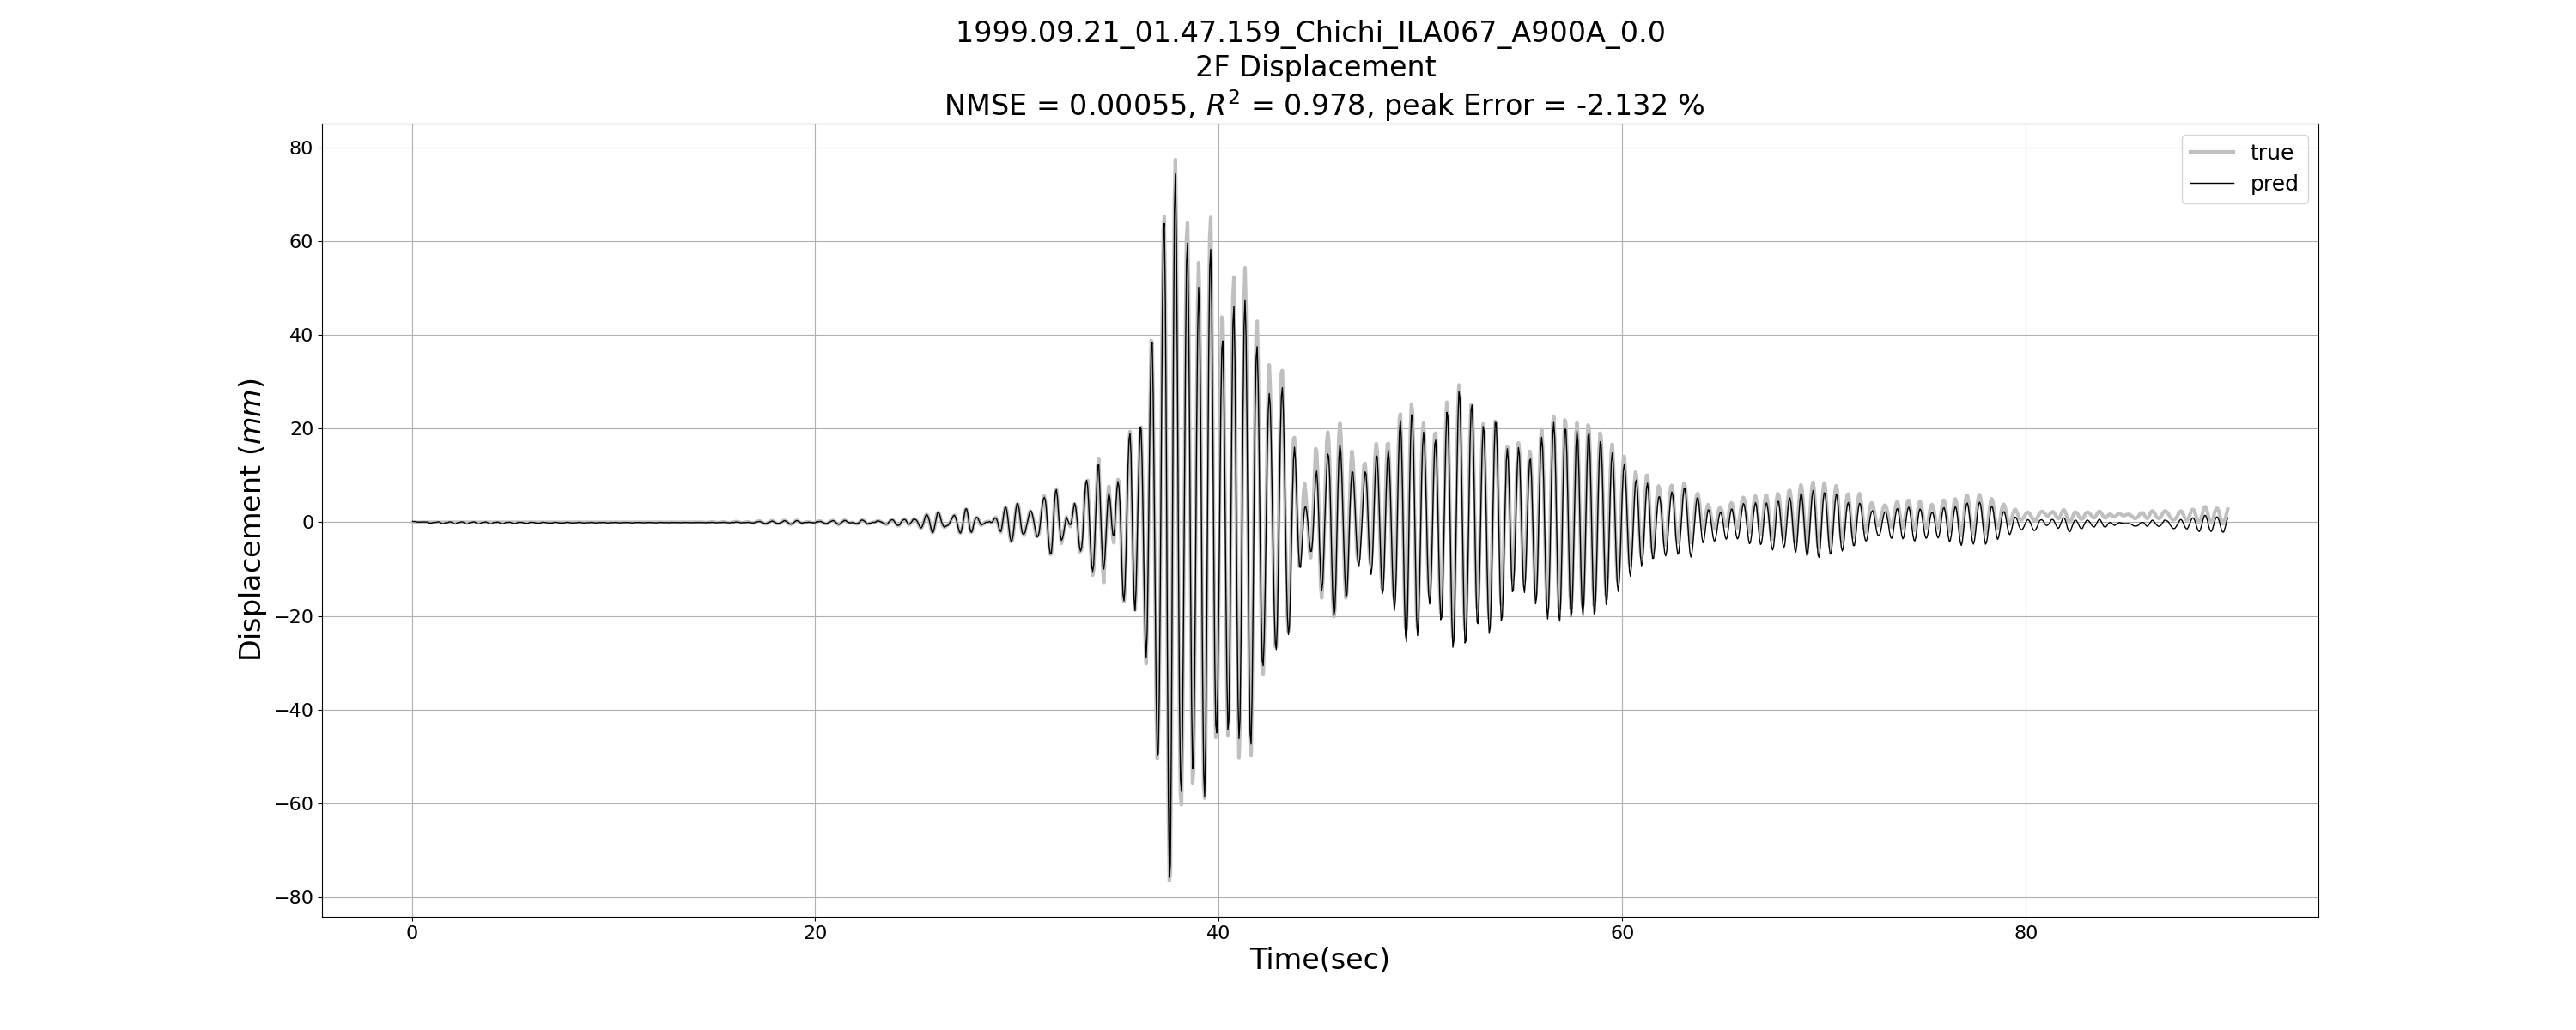 1999.09.21_01.47.159_Chichi_ILA067_A900A_0.0
2F Displacement
NMSE = 0.00055, R² = 0.978, peak Error = -2.132 %
true
pred
80
60
40
20
0
−20
−40
−60
−80
Displacement (mm)
0 20 40 60 80
Time(sec)